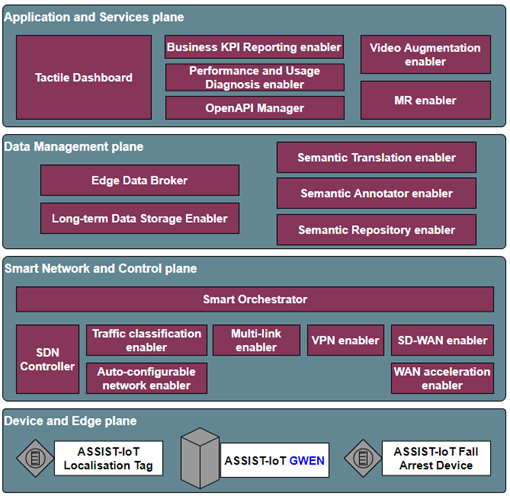 Application and Services plane
Tactile Dashboard
Business KPI Reporting enabler
Performance and Usage
Diagnosis enabler
OpenAPI Manager
Video Augmentation
enabler
MR enabler
Data Management plane
Edge Data Broker
Long-term Data Storage Enabler
Semantic Translation enabler
Semantic Annotator enabler
Semantic Repository enabler
Smart Network and Control plane
Smart Orchestrator
SDN
Controller
Traffic classification
enabler
Auto-configurable
network enabler
Multi-link
enabler
VPN enabler
SD-WAN enabler
WAN acceleration
enabler
Device and Edge plane
ASSIST-IoT
Localisation Tag
ASSIST-IoT GWEN
ASSIST-IoT Fall
Arrest Device